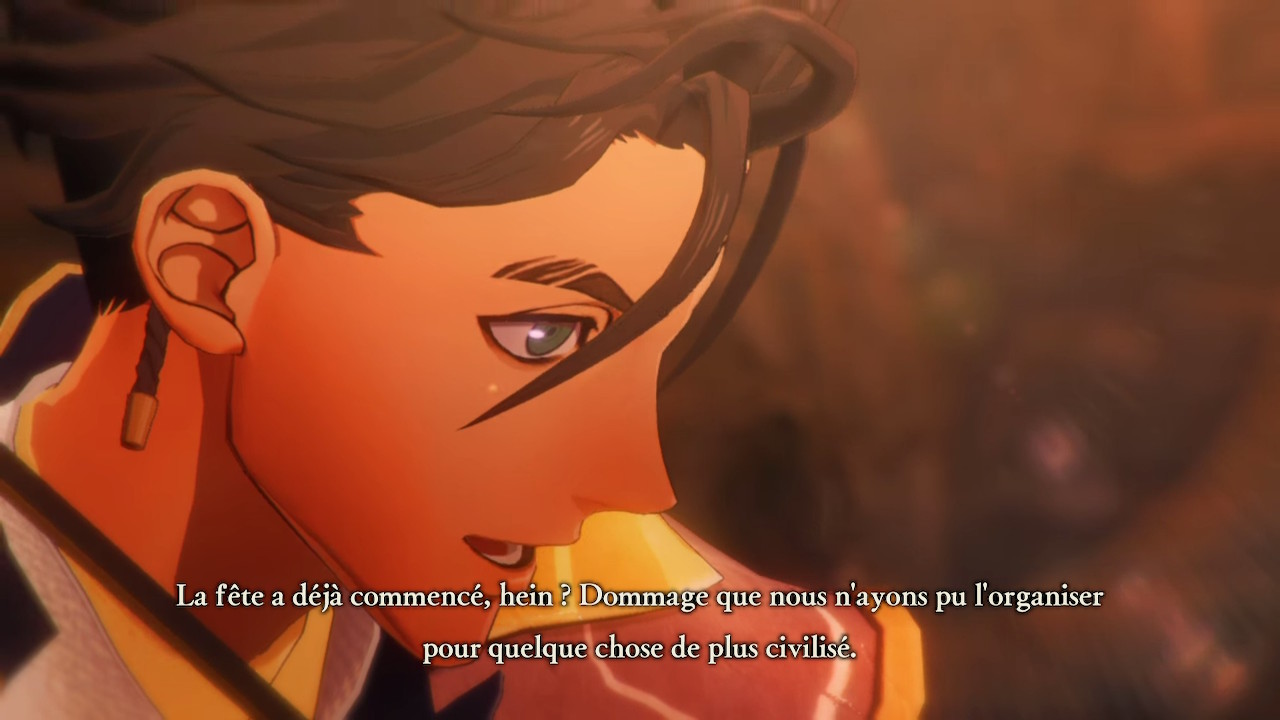 La fête a déjà commencé, hein ? Dommage que nous n'ayons pu l'organiser
pour quelque chose de plus civilisé.